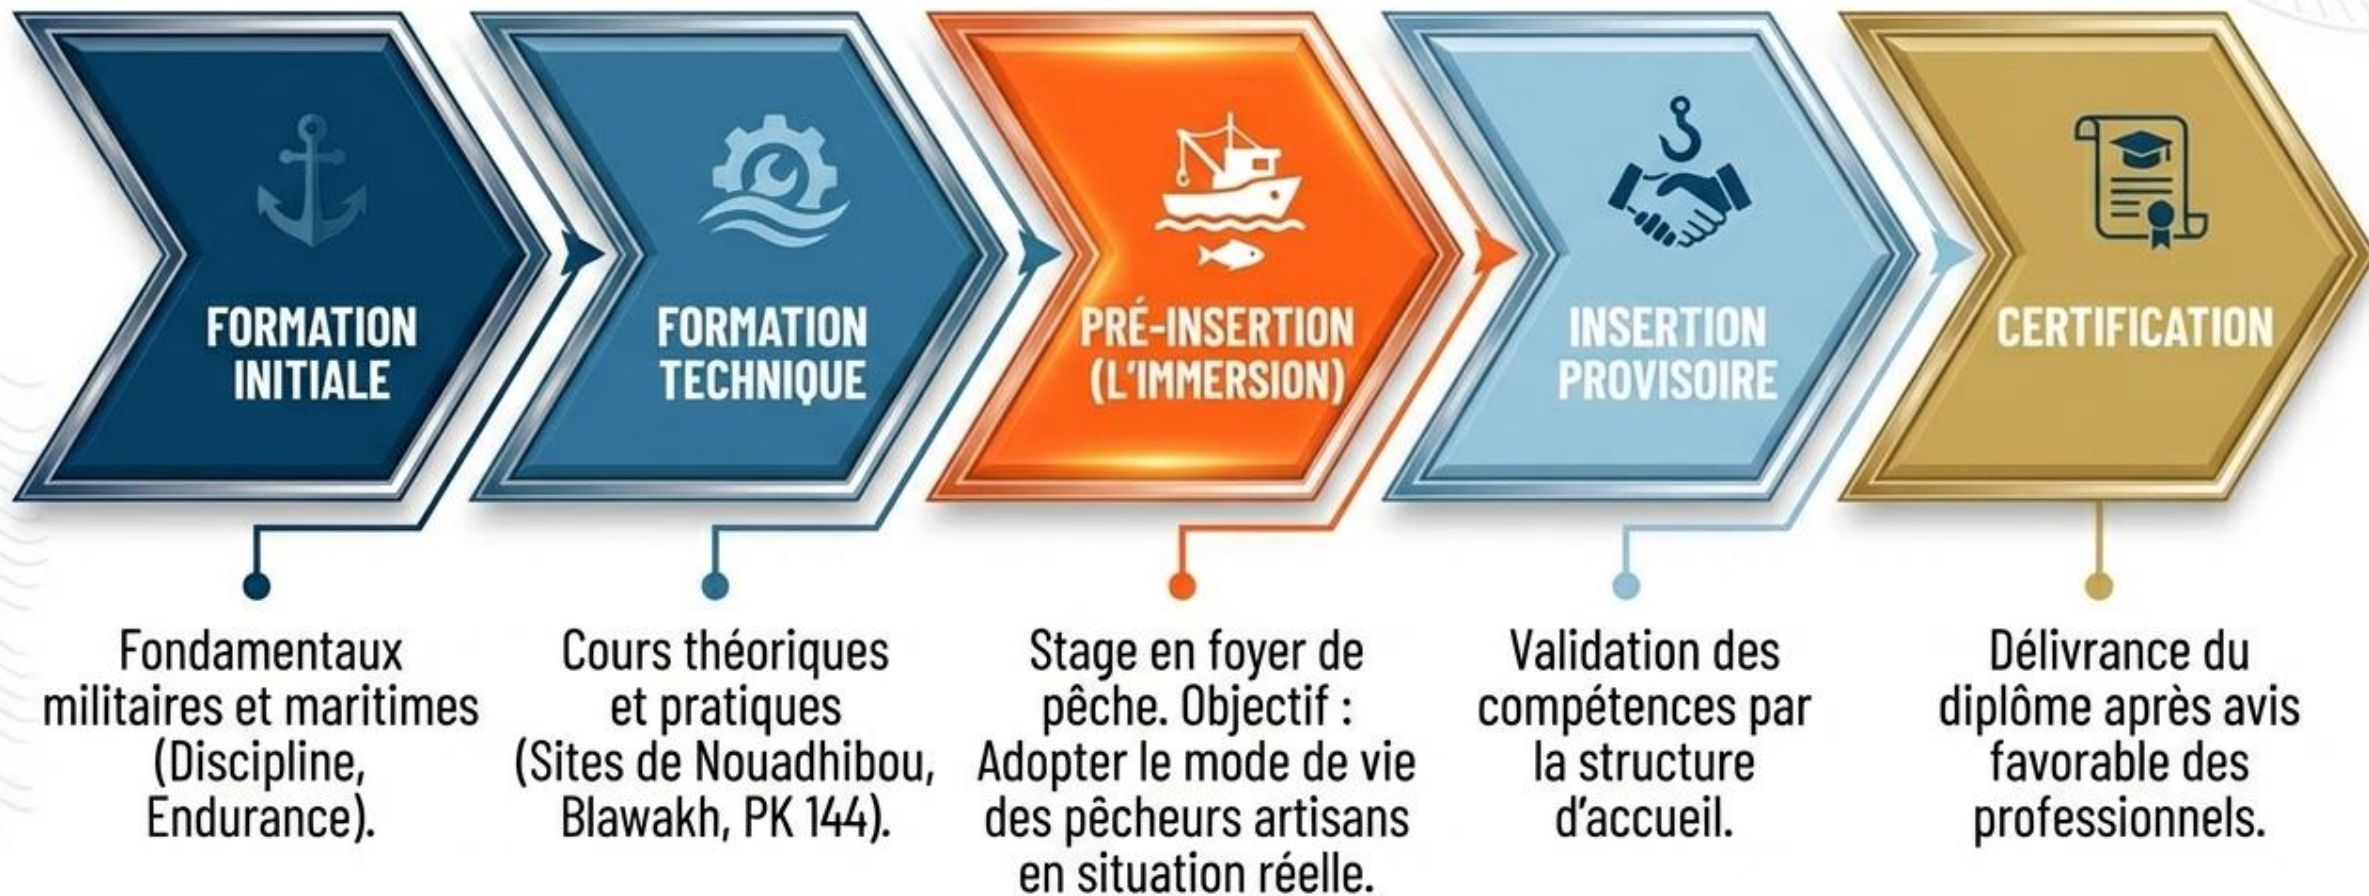 FORMATION
INITIALE
FORMATION
TECHNIQUE
PRÉ-INSERTION
(L'IMMERSION)
INSERTION
PROVISOIRE
CERTIFICATION
Fondamentaux
militaires et maritimes
(Discipline,
Endurance).
Cours théoriques
et pratiques
(Sites de Nouadhibou,
Blawakh, PK 144).
Stage en foyer de
pêche. Objectif :
Adopter le mode de vie
des pêcheurs artisans
en situation réelle.
Validation des
compétences par
la structure
d'accueil.
Délivrance du
diplôme après avis
favorable des
professionnels.